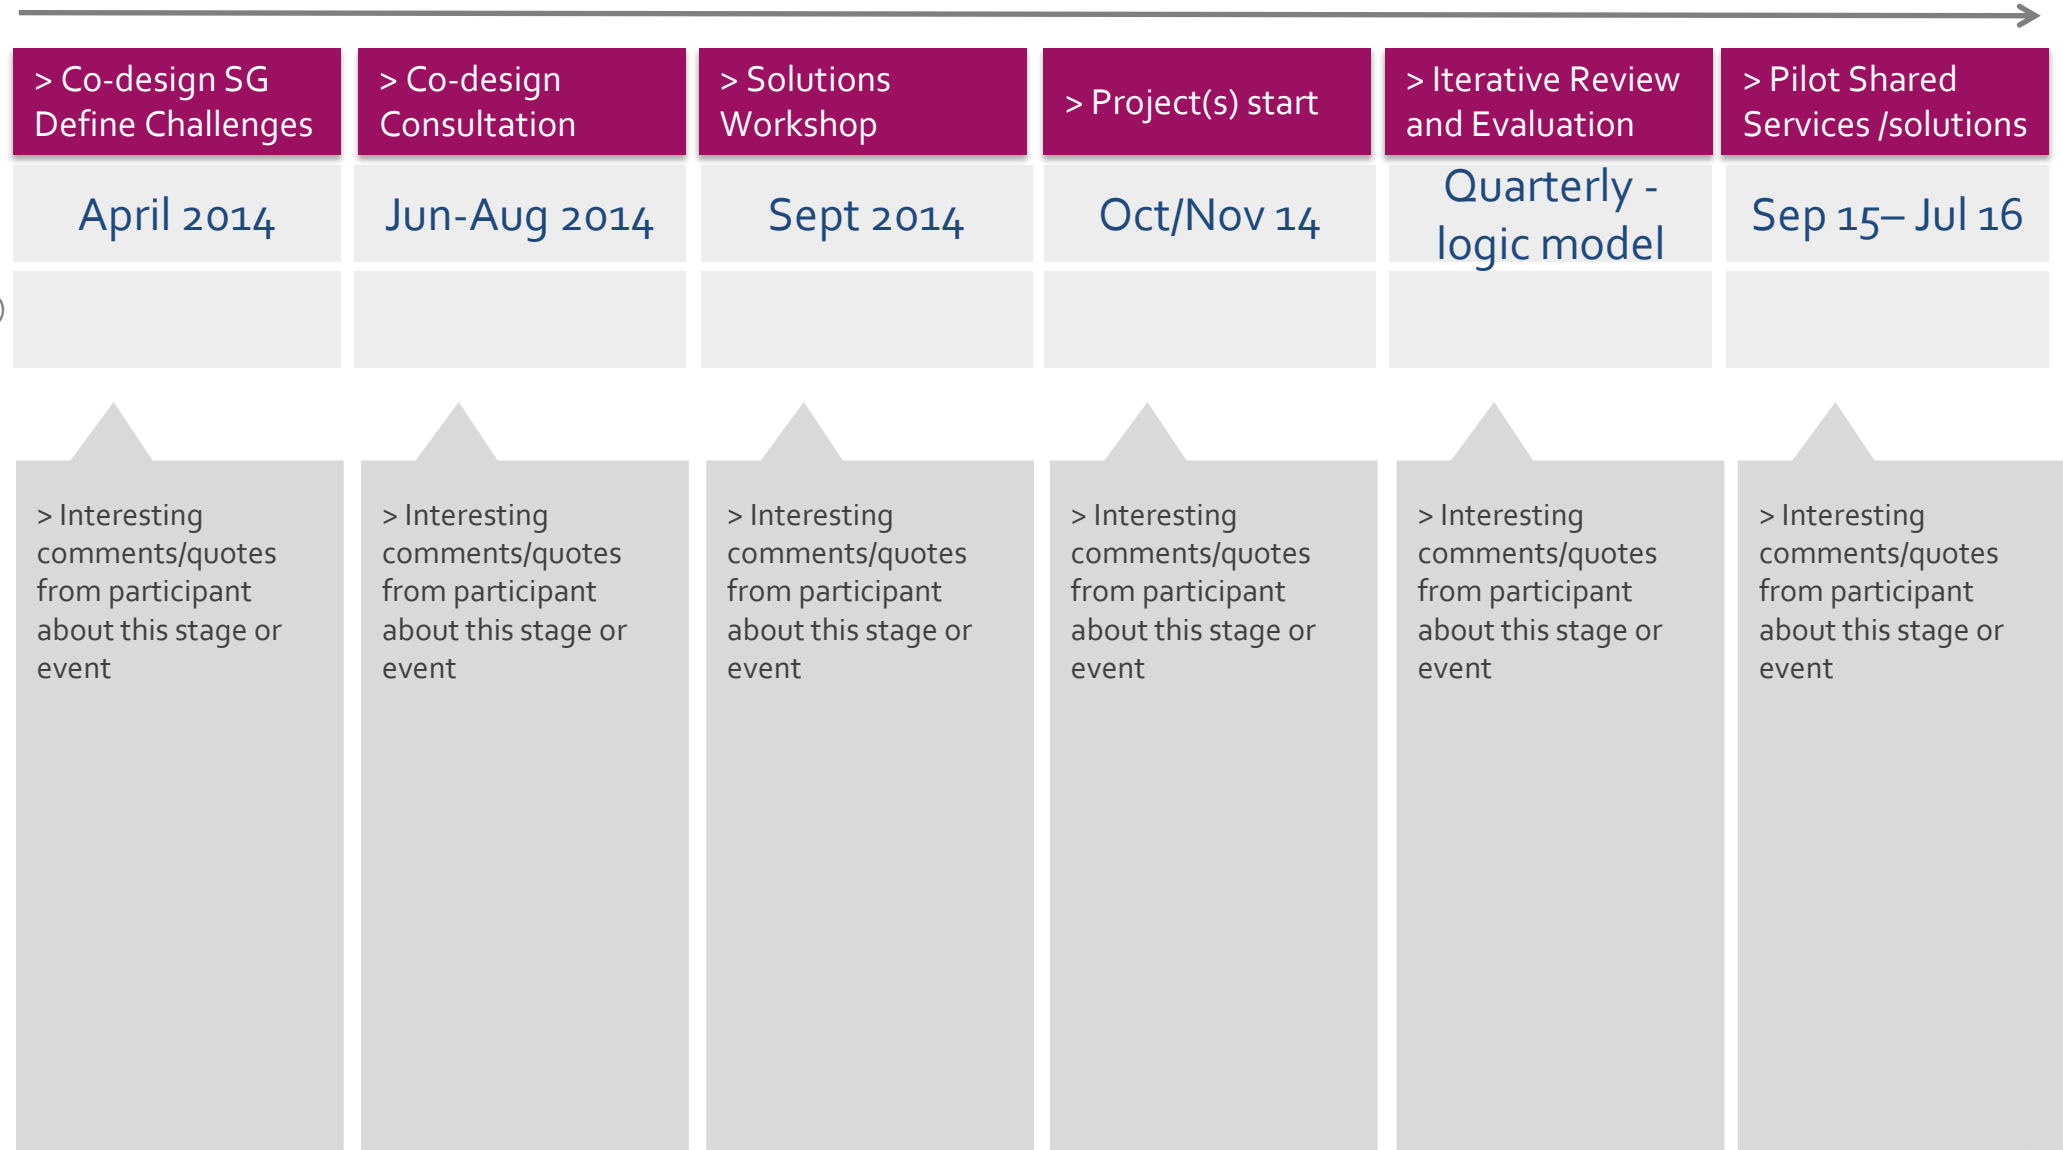 > Co-design SG
Define Challenges
> Co-design
Consultation
> Solutions
Workshop
> Project(s) start
> Iterative Review
and Evaluation
> Pilot Shared
Services /solutions
April 2014
Jun-Aug 2014
Sept 2014
Oct/Nov 14
Quarterly -
logic model
Sep 15– Jul 16
)
> Interesting
comments/quotes
from participant
about this stage or
event
> Interesting
comments/quotes
from participant
about this stage or
event
> Interesting
comments/quotes
from participant
about this stage or
event
> Interesting
comments/quotes
from participant
about this stage or
event
> Interesting
comments/quotes
from participant
about this stage or
event
> Interesting
comments/quotes
from participant
about this stage or
event